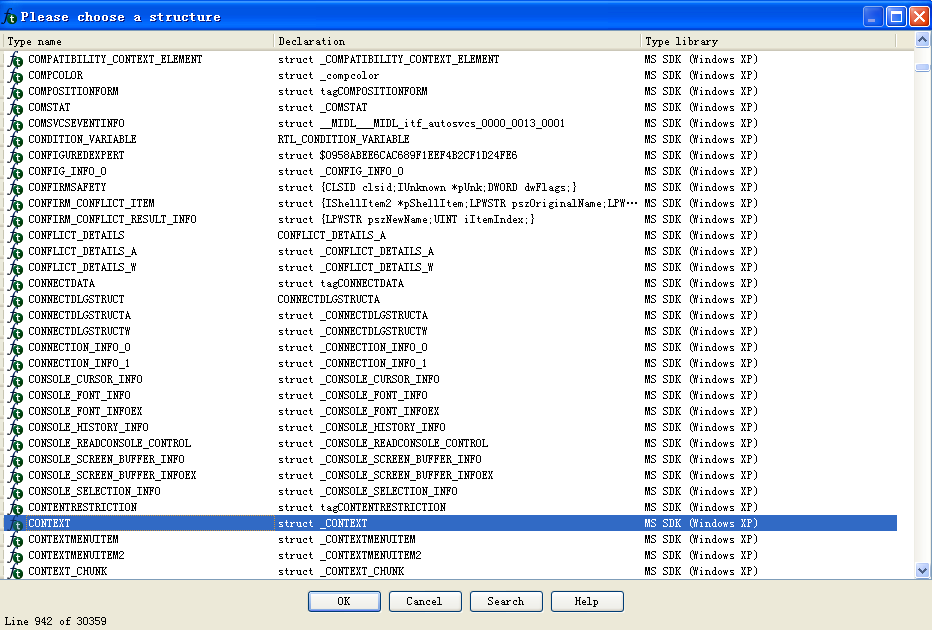 Please choose a structure
Type name Declaration Type library
COMPATIBILITY_CONTEXT_ELEMENT struct _COMPATIBILITY_CONTEXT_ELEMENT MS SDK (Windows XP)
COMPCOLOR struct _compcolor MS SDK (Windows XP)
COMPOSITIONFORM struct tagCOMPOSITIONFORM MS SDK (Windows XP)
COMSTAT struct _COMSTAT MS SDK (Windows XP)
COMSVCSEVENTINFO struct __MIDL___MIDL_itf_autosvcs_0000_0013_0001 MS SDK (Windows XP)
CONDITION_VARIABLE RTL_CONDITION_VARIABLE MS SDK (Windows XP)
CONFIGUREDEXPERT struct $0958ABEE6CAC689F1EEF4B2CF1D24FE6 MS SDK (Windows XP)
CONFIG_INFO_0 struct _CONFIG_INFO_0 MS SDK (Windows XP)
CONFIRMSAFETY struct {CLSID clsid;IUnknown *pUnk;DWORD dwFlags;} MS SDK (Windows XP)
CONFIRM_CONFLICT_ITEM struct {IShellItem2 *pShellItem;LPWSTR pszOriginalName;LPW··· MS SDK (Windows XP)
CONFIRM_CONFLICT_RESULT_INFO struct {LPWSTR pszNewName;UINT iItemIndex;} MS SDK (Windows XP)
CONFLICT_DETAILS CONFLICT_DETAILS_A MS SDK (Windows XP)
CONFLICT_DETAILS_A struct _CONFLICT_DETAILS_A MS SDK (Windows XP)
CONFLICT_DETAILS_W struct _CONFLICT_DETAILS_W MS SDK (Windows XP)
CONNECTDATA struct tagCONNECTDATA MS SDK (Windows XP)
CONNECTDLGSTRUCT CONNECTDLGSTRUCTA MS SDK (Windows XP)
CONNECTDLGSTRUCTA struct _CONNECTDLGSTRUCTA MS SDK (Windows XP)
CONNECTDLGSTRUCTW struct _CONNECTDLGSTRUCTW MS SDK (Windows XP)
CONNECTION_INFO_0 struct _CONNECTION_INFO_0 MS SDK (Windows XP)
CONNECTION_INFO_1 struct _CONNECTION_INFO_1 MS SDK (Windows XP)
CONSOLE_CURSOR_INFO struct _CONSOLE_CURSOR_INFO MS SDK (Windows XP)
CONSOLE_FONT_INFO struct _CONSOLE_FONT_INFO MS SDK (Windows XP)
CONSOLE_FONT_INFOEX struct _CONSOLE_FONT_INFOEX MS SDK (Windows XP)
CONSOLE_HISTORY_INFO struct _CONSOLE_HISTORY_INFO MS SDK (Windows XP)
CONSOLE_READCONSOLE_CONTROL struct _CONSOLE_READCONSOLE_CONTROL MS SDK (Windows XP)
CONSOLE_SCREEN_BUFFER_INFO struct _CONSOLE_SCREEN_BUFFER_INFO MS SDK (Windows XP)
CONSOLE_SCREEN_BUFFER_INFOEX struct _CONSOLE_SCREEN_BUFFER_INFOEX MS SDK (Windows XP)
CONSOLE_SELECTION_INFO struct _CONSOLE_SELECTION_INFO MS SDK (Windows XP)
CONTENTRESTRICTION struct tagCONTENTRESTRICTION MS SDK (Windows XP)
CONTEXT struct _CONTEXT MS SDK (Windows XP)
CONTEXTMENUITEM struct _CONTEXTMENUITEM MS SDK (Windows XP)
CONTEXTMENUITEM2 struct _CONTEXTMENUITEM2 MS SDK (Windows XP)
CONTEXT_CHUNK struct _CONTEXT_CHUNK MS SDK (Windows XP)
OK Cancel Search Help
Line 942 of 30359